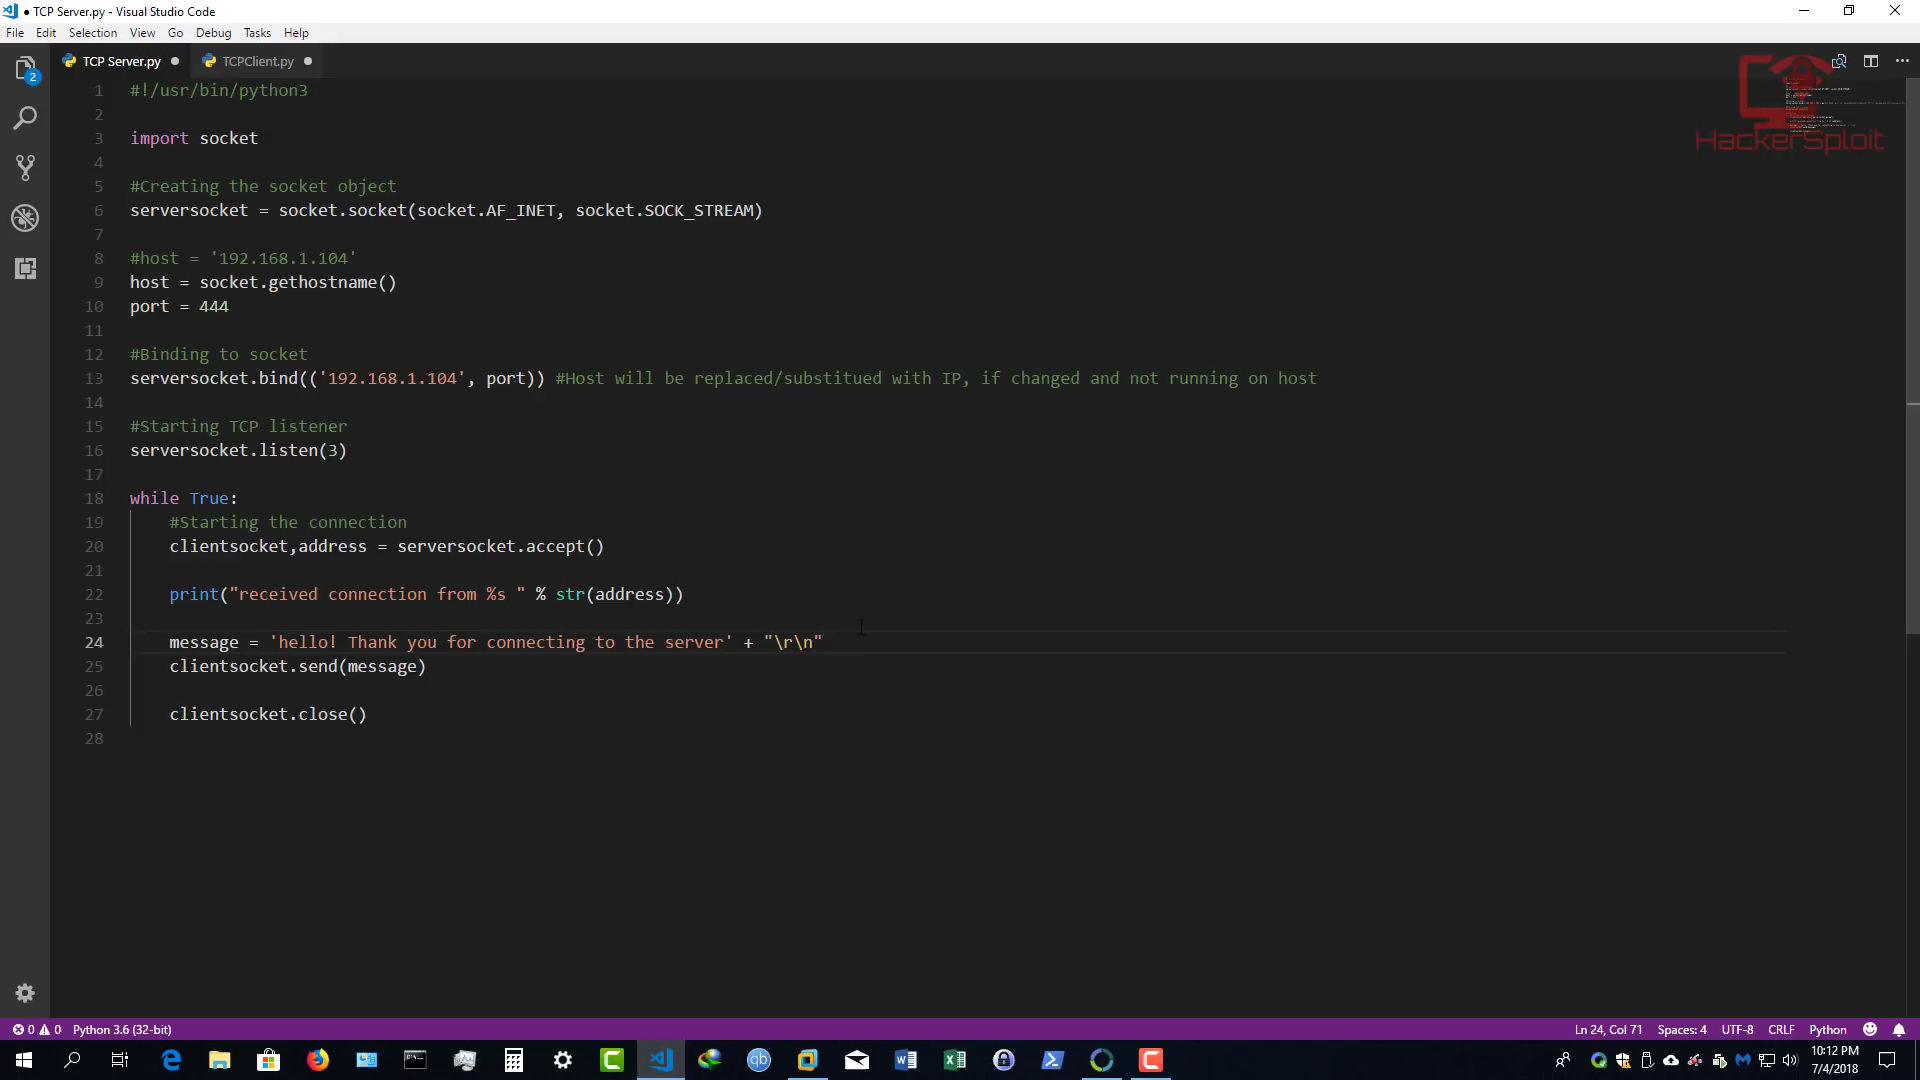 ● TCP Server.py - Visual Studio Code
File Edit Selection View Go Debug Tasks Help
TCP Server.py ● TCPClient.py ●
2
HackerSploit
1 #!/usr/bin/python3
2
3 import socket
4
5 #Creating the socket object
6 serversocket = socket.socket(socket.AF_INET, socket.SOCK_STREAM)
7
8 #host = '192.168.1.104'
9 host = socket.gethostname()
10 port = 444
11
12 #Binding to socket
13 serversocket.bind(('192.168.1.104', port)) #Host will be replaced/substitued with IP, if changed and not running on host
14
15 #Starting TCP listener
16 serversocket.listen(3)
17
18 while True:
19     #Starting the connection
20     clientsocket,address = serversocket.accept()
21
22     print("received connection from %s " % str(address))
23
24     message = 'hello! Thank you for connecting to the server' + "\r\n"
25     clientsocket.send(message)
26
27     clientsocket.close()
28
0 0 Python 3.6 (32-bit) Ln 24, Col 71 Spaces: 4 UTF-8 CRLF Python
qb
10:12 PM
7/4/2018